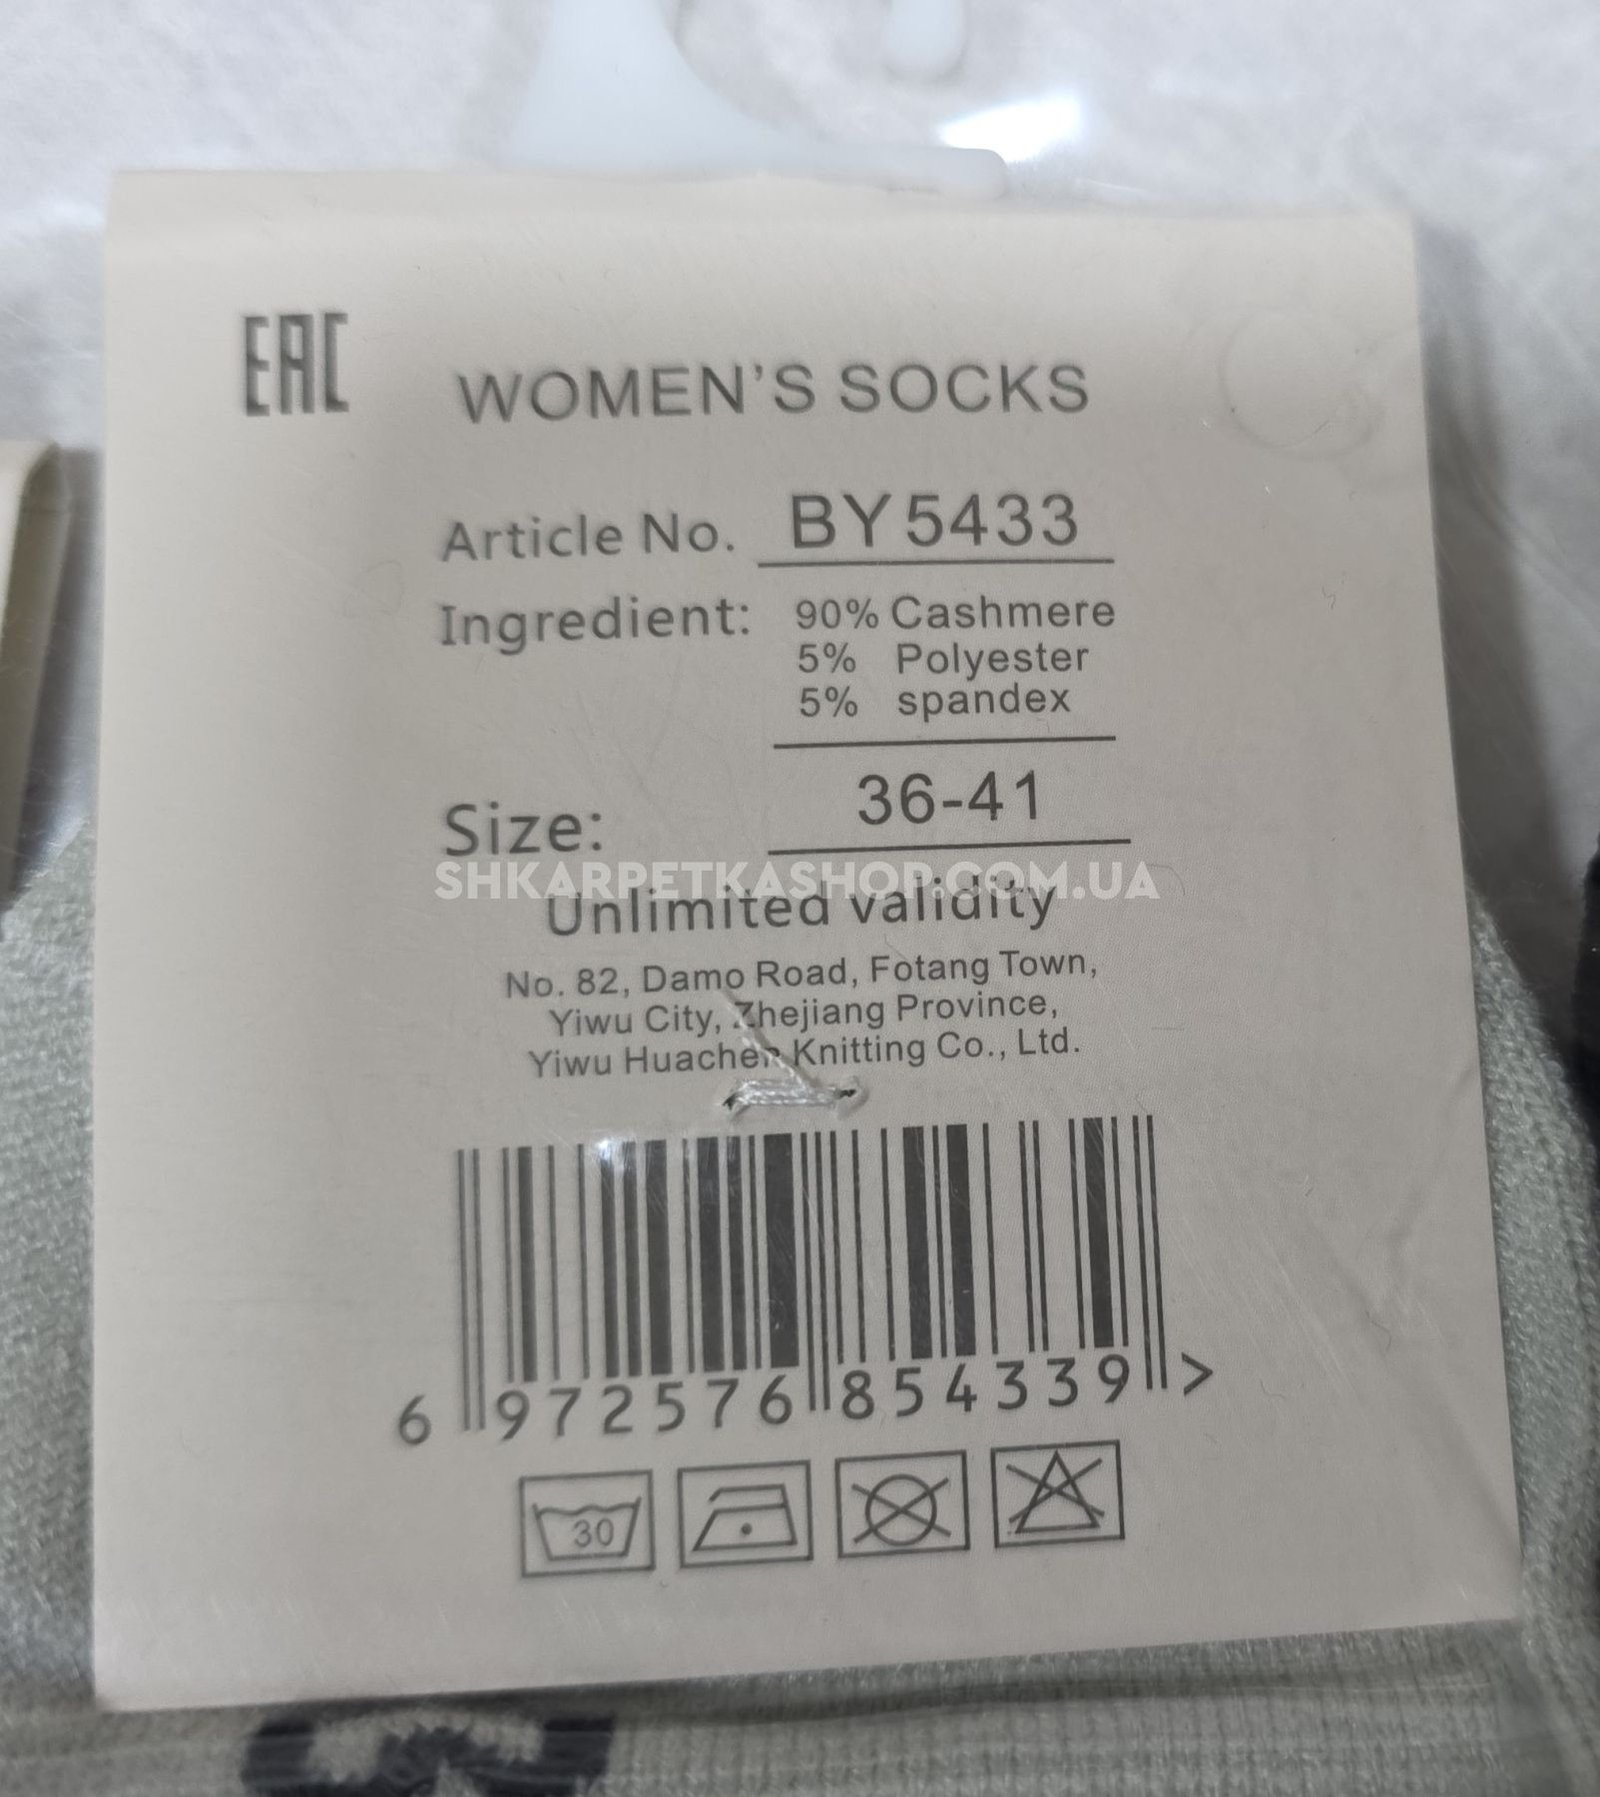 EAC
WOMEN'S SOCKS
Article No. BY5433
Ingredient: 90% Cashmere
5% Polyester
5% spandex
Size: 36-41
SHKARPETKASHOP.COM.UA
Unlimited validity
No. 82, Damo Road, Fotang Town,
Yiwu City, Zhejiang Province,
Yiwu Huachen Knitting Co., Ltd.
6 972576 854339 >
30